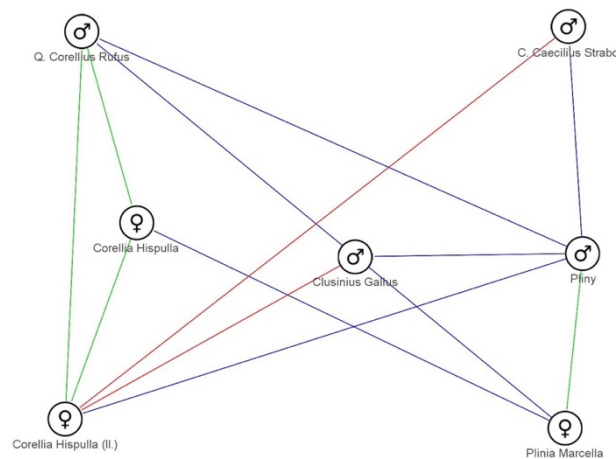 Q. Corellius Rufus
C. Caecilius Strabo
Corellia Hispulla
Clusinius Gallus
Pliny
Corellia Hispulla (II.)
Plinia Marcella